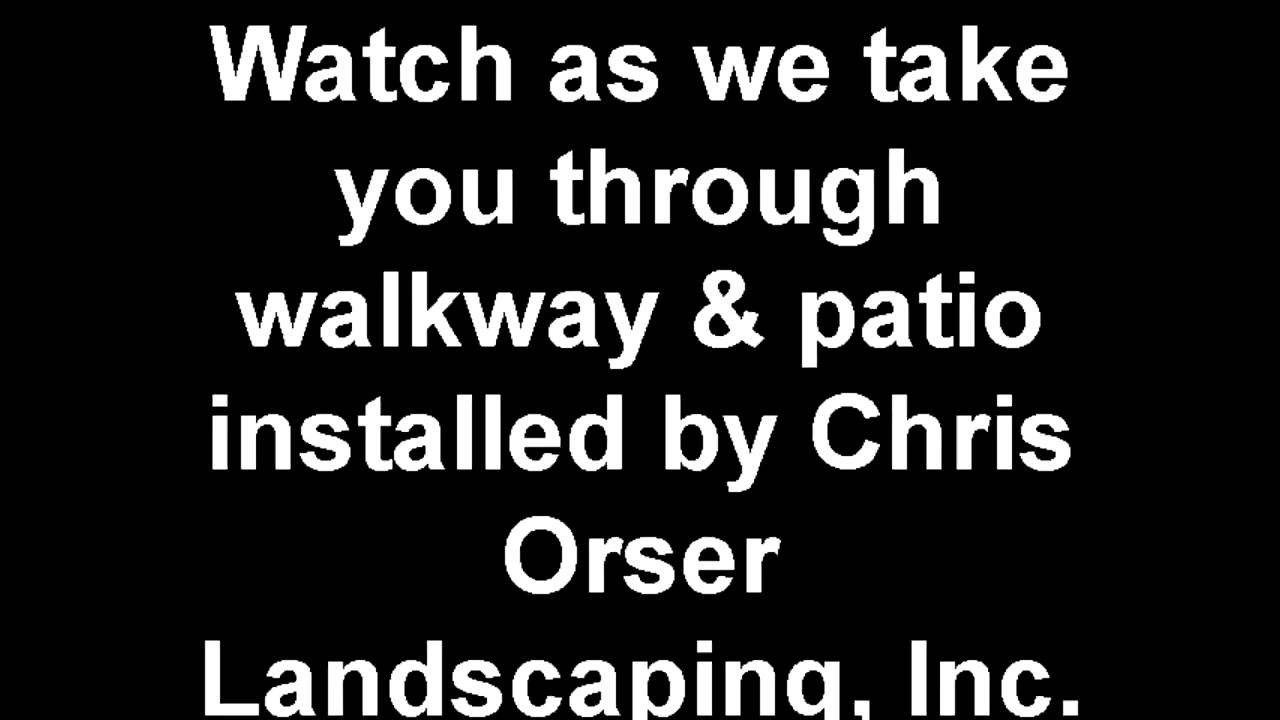 Watch as we take
you through
walkway & patio
installed by Chris
Orser
Landscaping, Inc.